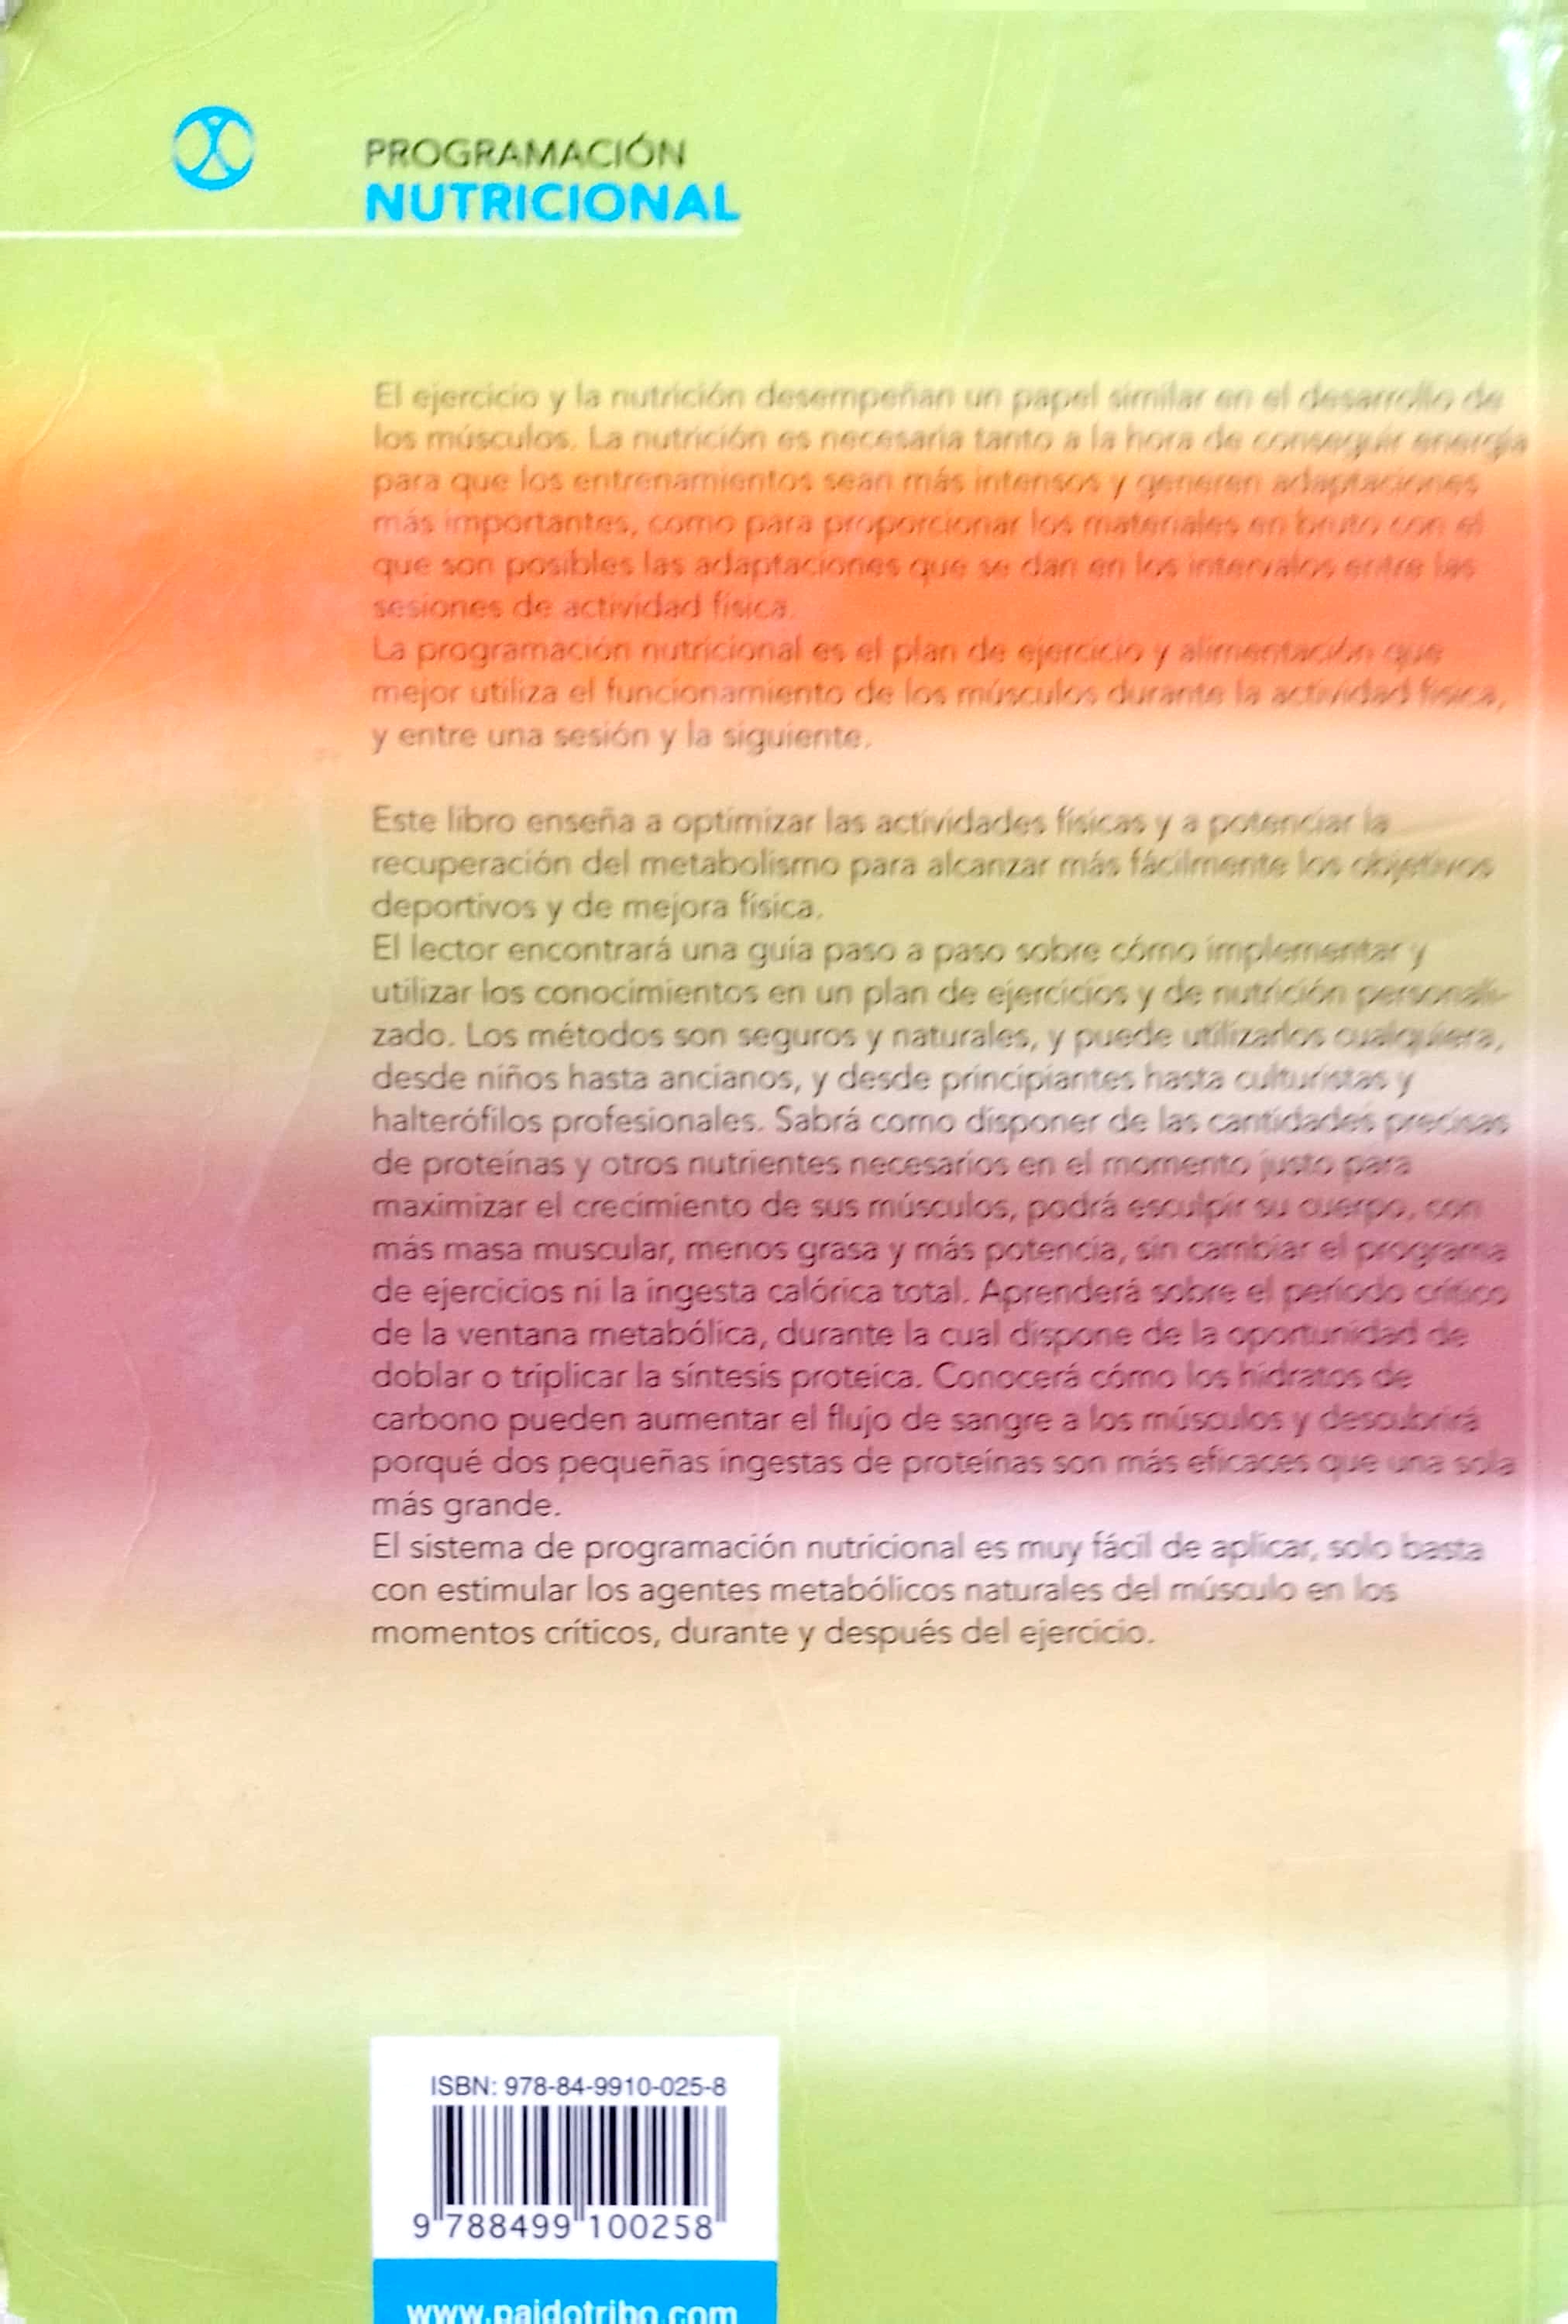 PROGRAMACIÓN
NUTRICIONAL
El ejercicio y la nutrición desempeñan un papel similar en el desarrollo de
los músculos. La nutrición es necesaria tanto a la hora de conseguir energía
para que los entrenamientos sean más intensos y generen adaptaciones
más importantes, como para proporcionar los materiales en bruto con el
que son posibles las adaptaciones que se dan en los intervalos entre las
sesiones de actividad física.
La programación nutricional es el plan de ejercicio y alimentación que
mejor utiliza el funcionamiento de los músculos durante la actividad física,
y entre una sesión y la siguiente.
Este libro enseña a optimizar las actividades físicas y a potenciar la
recuperación del metabolismo para alcanzar más fácilmente los objetivos
deportivos y de mejora física.
El lector encontrará una guía paso a paso sobre cómo implementar y
utilizar los conocimientos en un plan de ejercicios y de nutrición personali-
zado. Los métodos son seguros y naturales, y puede utilizarlos cualquiera,
desde niños hasta ancianos, y desde principiantes hasta culturistas y
halterófilos profesionales. Sabrá como disponer de las cantidades precisas
de proteínas y otros nutrientes necesarios en el momento justo para
maximizar el crecimiento de sus músculos, podrá esculpir su cuerpo, con
más masa muscular, menos grasa y más potencia, sin cambiar el programa
de ejercicios ni la ingesta calórica total. Aprenderá sobre el período crítico
de la ventana metabólica, durante la cual dispone de la oportunidad de
doblar o triplicar la síntesis proteica. Conocerá cómo los hidratos de
carbono pueden aumentar el flujo de sangre a los músculos y descubrirá
porqué dos pequeñas ingestas de proteínas son más eficaces que una sola
más grande.
El sistema de programación nutricional es muy fácil de aplicar, solo basta
con estimular los agentes metabólicos naturales del músculo en los
momentos críticos, durante y después del ejercicio.
ISBN: 978-84-9910-025-8
9 788499 100258
www.paidotribo.com